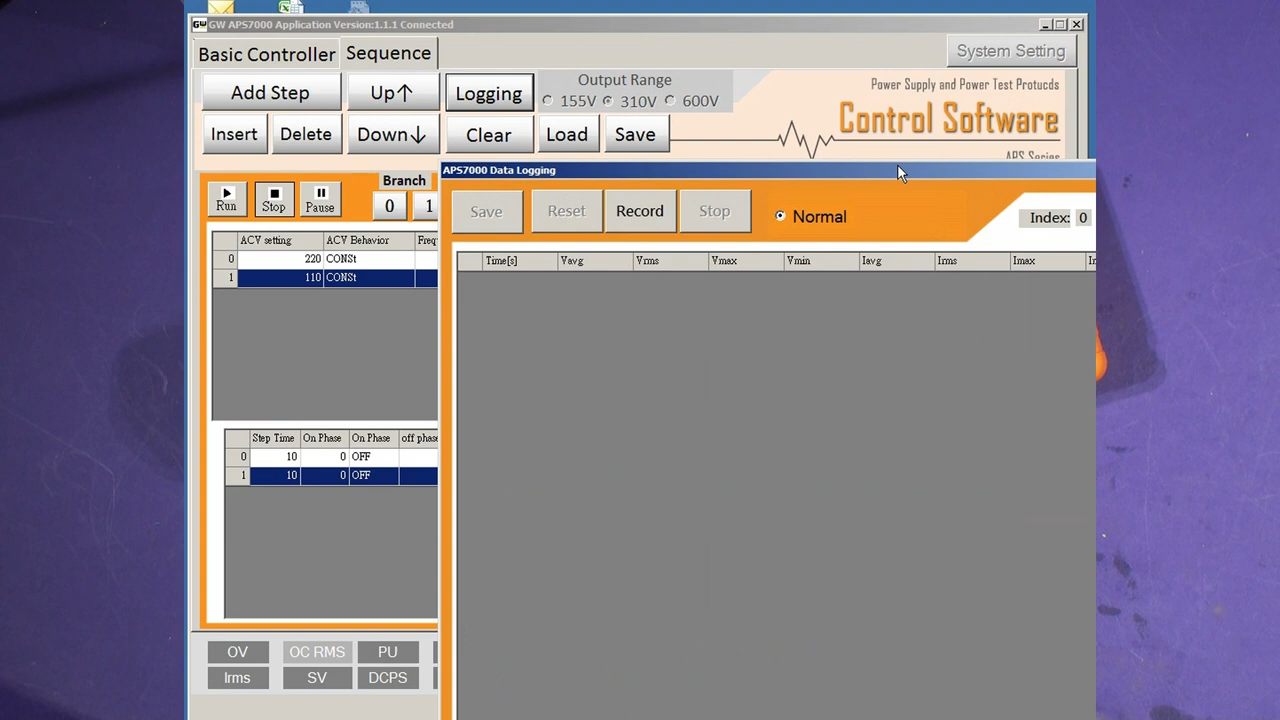 GW GW APS7000 Application Version:1.1.1 Connected
Basic Controller Sequence System Setting
Add Step Up↑ Logging Output Range
155V 310V 600V
Insert Delete Down↓ Clear Load Save
Power Supply and Power Test Protucds
Control Software
APS Series
Run Stop Pause
Branch
0 1
ACV setting ACV Behavior Freq
0 220 CONSt
1 110 CONSt
Step Time On Phase On Phase off phase
0 10 0 OFF
1 10 0 OFF
OV OC RMS PU
Irms SV DCPS
APS7000 Data Logging
Save Reset Record Stop Normal Index: 0
Time[s] Vavg Vrms Vmax Vmin Iavg Irms Imax